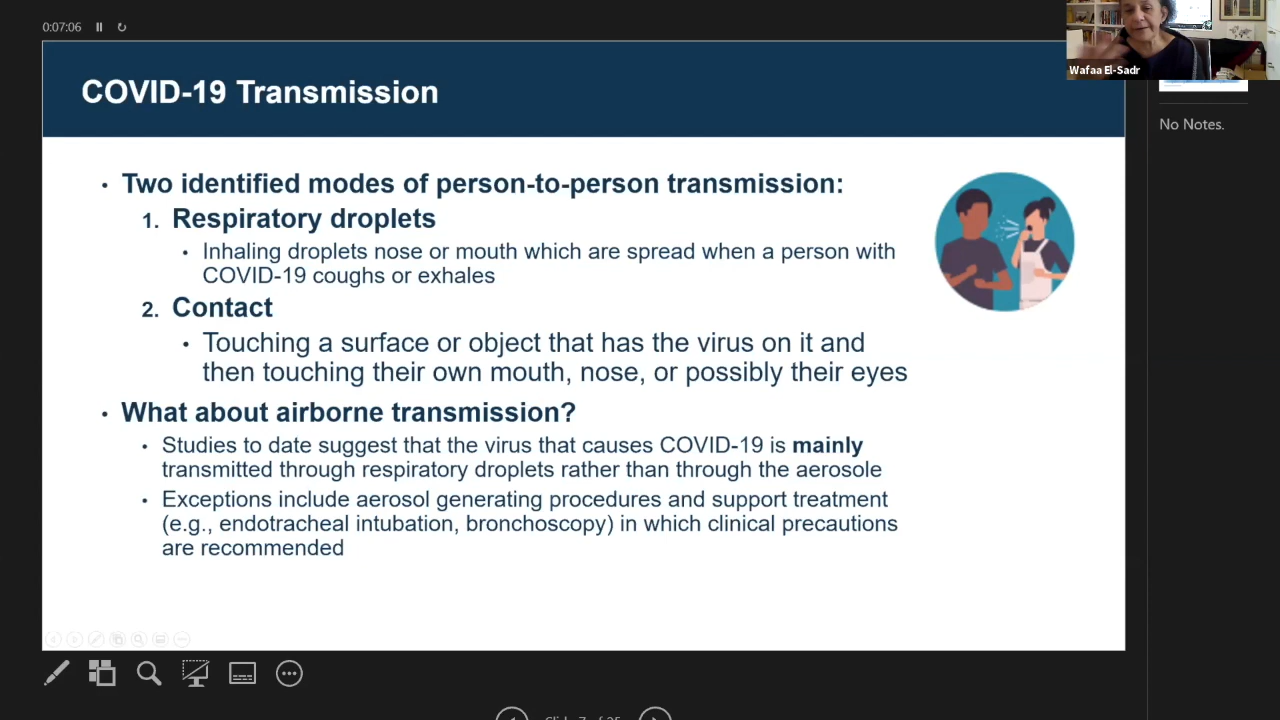 0:07:06
Wafaa El-Sadr
COVID-19 Transmission
No Notes.
• Two identified modes of person-to-person transmission:
1. Respiratory droplets
• Inhaling droplets nose or mouth which are spread when a person with
COVID-19 coughs or exhales
2. Contact
• Touching a surface or object that has the virus on it and
then touching their own mouth, nose, or possibly their eyes
• What about airborne transmission?
• Studies to date suggest that the virus that causes COVID-19 is mainly
transmitted through respiratory droplets rather than through the aerosole
• Exceptions include aerosol generating procedures and support treatment
(e.g., endotracheal intubation, bronchoscopy) in which clinical precautions
are recommended
Slide 7 of 25